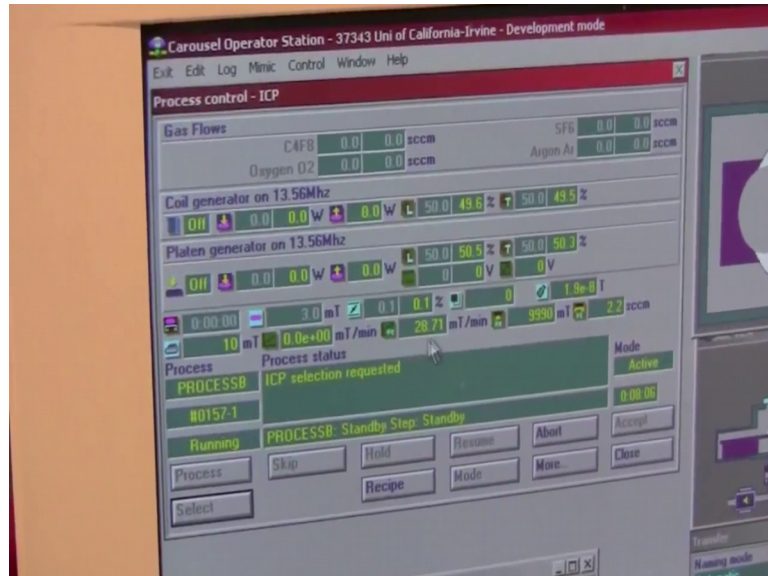 Carousel Operator Station - 37343 Uni of California-Irvine - Development mode
Exit Edit Log Mimic Control Window Help
Process control - ICP
Gas Flows
C4F8 0.0 0.0 sccm SF6 0.0 0.0 sccm
Oxygen O2 0.0 0.0 sccm Argon Ar 0.0 0.0 sccm
Coil generator on 13.56Mhz
Off 0.0 0.0 W 0.0 W L 50.0 49.6 % T 50.0 49.5 %
Platen generator on 13.56Mhz
Off 0.0 0.0 W 0.0 W L 50.0 50.5 % T 50.0 50.3 %
0 0 V 0 V
0:00:00 3.0 mT 0.1 0.1 % 0 1.8e-8 T
10 mT 0.0e+00 mT/min 28.71 mT/min 9990 mT 2.2 sccm
Process Process status Mode
PROCESSB ICP selection requested Active
#0157-1 0:08:06
Running PROCESSB: Standby Step: Standby
Process Skip Hold Resume Abort Accept
Select Recipe Mode More... Close
Transfer
Naming mode